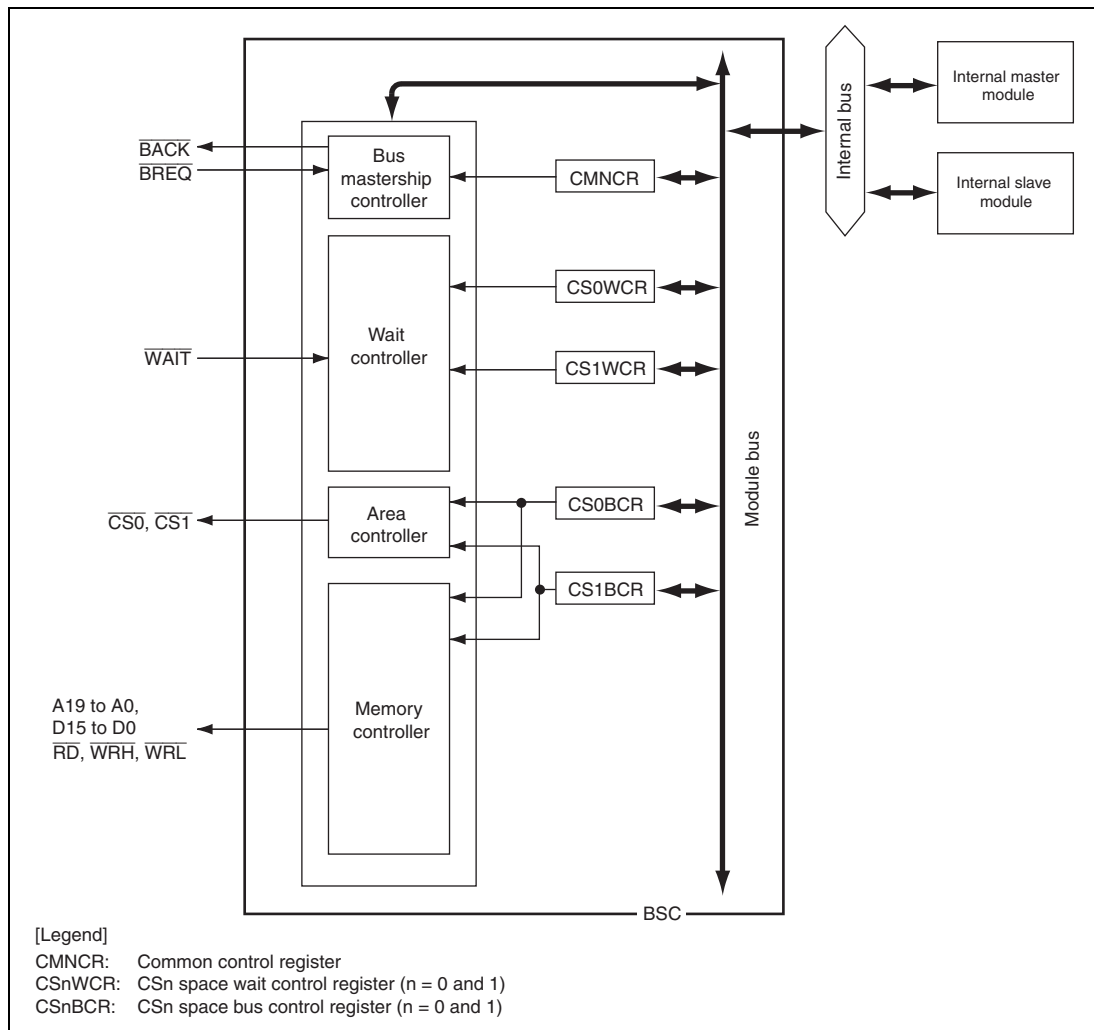 BACK
BREQ
Bus
mastership
controller
CMNCR
Internal bus
Internal master
module
Internal slave
module
CS0WCR
WAIT
Wait
controller
CS1WCR
Module bus
CS0, CS1
Area
controller
CS0BCR
CS1BCR
A19 to A0,
D15 to D0
RD, WRH, WRL
Memory
controller
BSC
[Legend]
CMNCR: Common control register
CSnWCR: CSn space wait control register (n = 0 and 1)
CSnBCR: CSn space bus control register (n = 0 and 1)